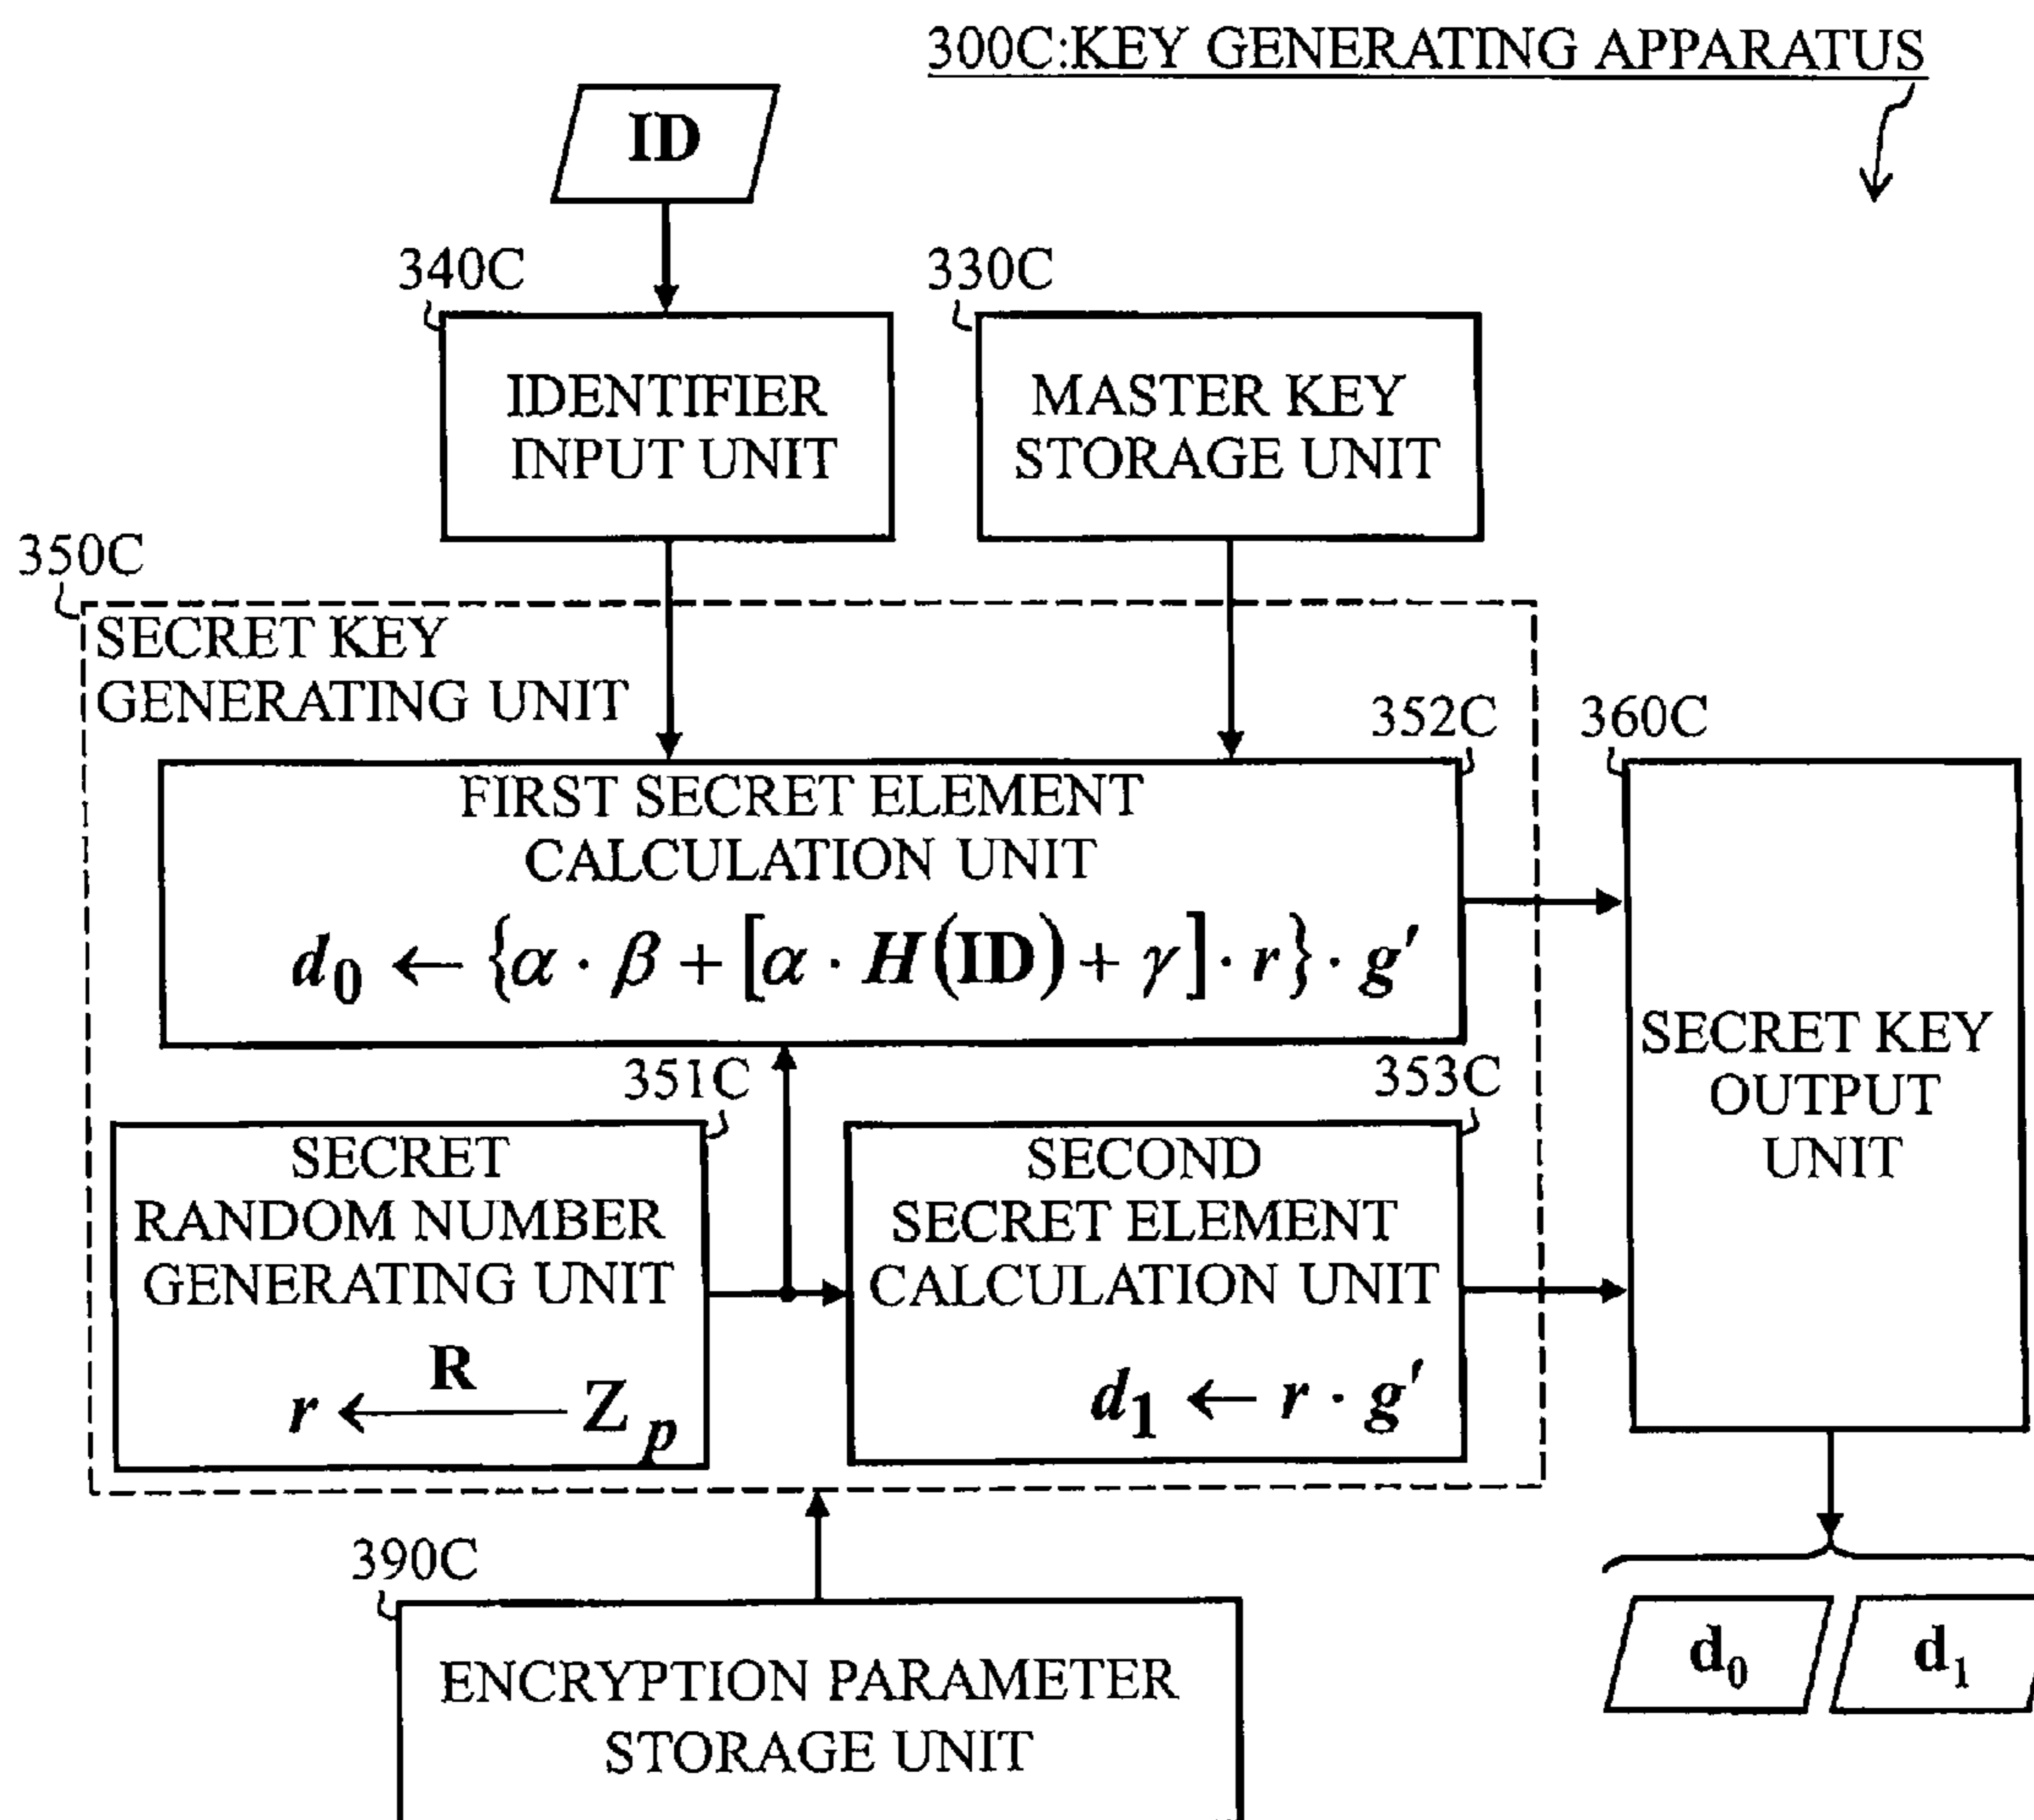 300C:KEY GENERATING APPARATUS
ID
340C
330C
IDENTIFIER
INPUT UNIT
MASTER KEY
STORAGE UNIT
350C
SECRET KEY
GENERATING UNIT
352C
360C
FIRST SECRET ELEMENT
CALCULATION UNIT
d₀ ← {α · β + [α · H(ID) + γ] · r} · g′
SECRET KEY
OUTPUT
UNIT
351C
353C
SECRET
RANDOM NUMBER
GENERATING UNIT
R
r ← Z p
SECOND
SECRET ELEMENT
CALCULATION UNIT
d₁ ← r · g′
390C
ENCRYPTION PARAMETER
STORAGE UNIT
d₀
d₁